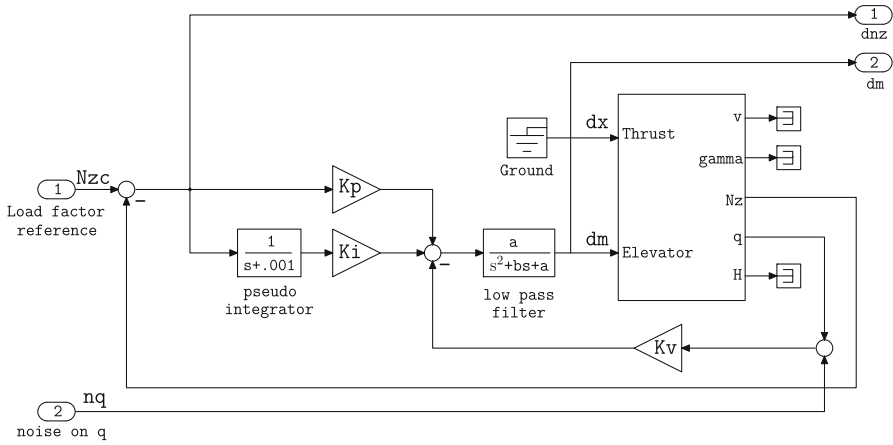 1
dnz
2
dm
dx
Thrust
v
gamma
Ground
Nzc
1
Load factor
reference
Kp
Nz
q
H
1
s+.001
pseudo
integrator
Ki
a
s²+bs+a
low pass
filter
dm
Elevator
Kv
nq
2
noise on q